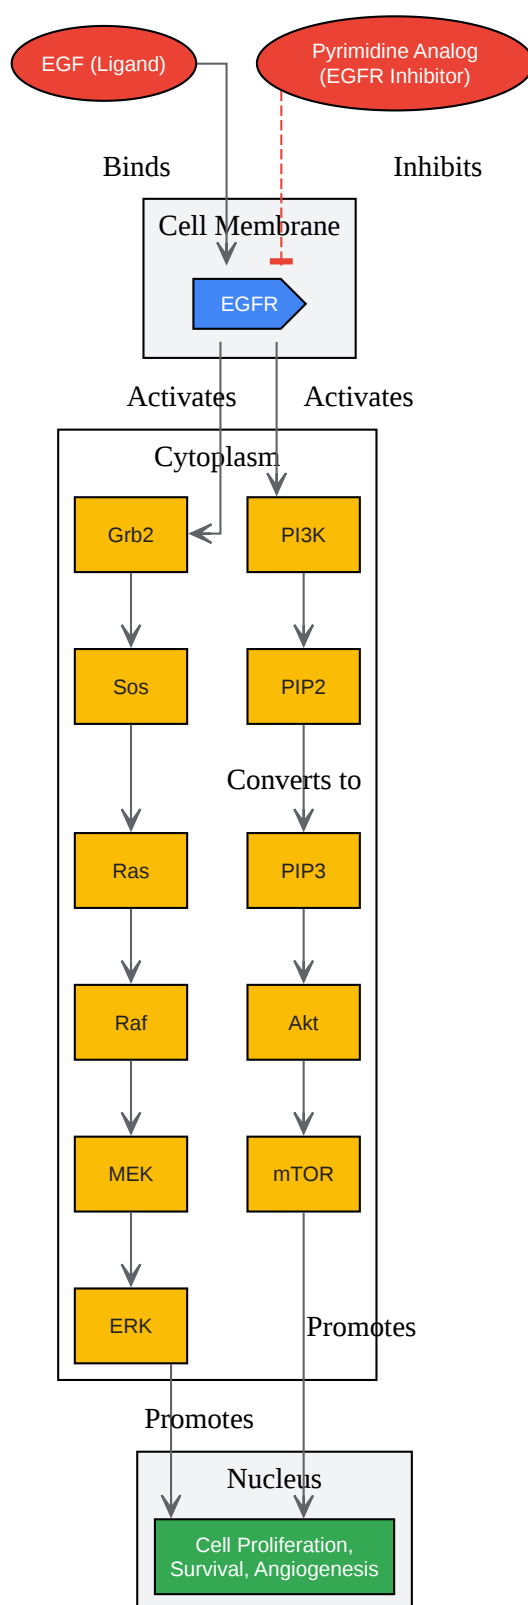 EGF (Ligand)
Pyrimidine Analog
(EGFR Inhibitor)
Binds
Inhibits
Cell Membrane
EGFR
Activates
Activates
Cytoplasm
Grb2
PI3K
Sos
PIP2
Converts to
Ras
PIP3
Raf
Akt
MEK
mTOR
ERK
Promotes
Promotes
Nucleus
Cell Proliferation,
Survival, Angiogenesis